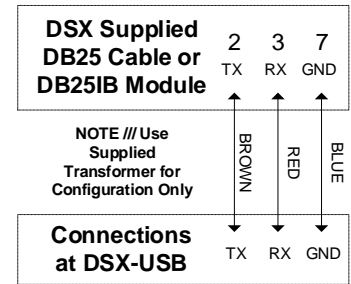 DSX Supplied
DB25 Cable or
DB25IB Module
2 3 7
TX RX GND
NOTE /// Use
Supplied
Transformer for
Configuration Only
BROWN
RED
BLUE
Connections
at DSX-USB
TX RX GND